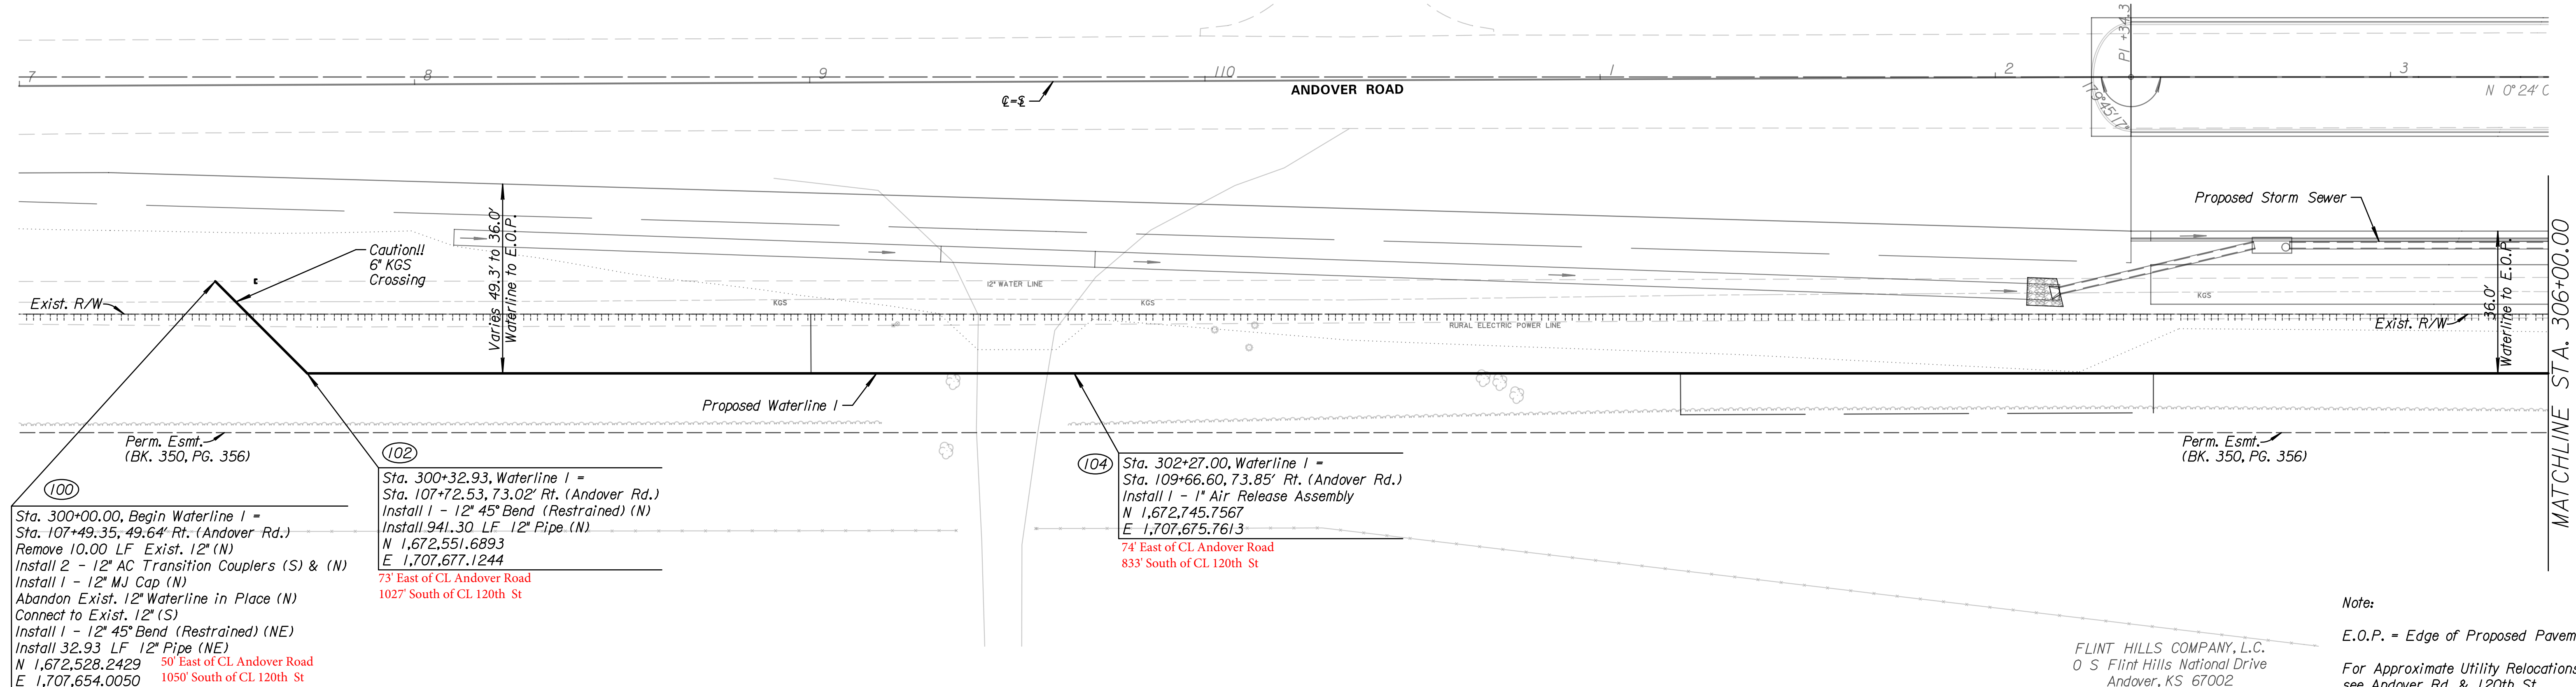 7
8
9
110
1
2
3
PI +34.3
179°45'17"
N 0°24'
ANDOVER ROAD
Proposed Storm Sewer
Varies 49.3' to 36.0'
Waterline to E.O.P.
Caution!!
6" KGS
Crossing
Exist. R/W
12" WATER LINE
KGS
KGS
KGS
RURAL ELECTRIC POWER LINE
Exist. R/W
36.0'
Waterline to E.O.P.
MATCHLINE STA. 306+00.00
Proposed Waterline 1
Perm. Esmt.
(BK. 350, PG. 356)
Perm. Esmt.
(BK. 350, PG. 356)
100
Sta. 300+00.00, Begin Waterline 1 =
Sta. 107+49.35, 49.64' Rt. (Andover Rd.)
Remove 10.00 LF Exist. 12" (N)
Install 2 - 12" AC Transition Couplers (S) & (N)
Install 1 - 12" MJ Cap (N)
Abandon Exist. 12" Waterline in Place (N)
Connect to Exist. 12" (S)
Install 1 - 12" 45° Bend (Restrained) (NE)
Install 32.93 LF 12" Pipe (NE)
N 1,672,528.2429
E 1,707,654.0050
50' East of CL Andover Road
1050' South of CL 120th St
102
Sta. 300+32.93, Waterline 1 =
Sta. 107+72.53, 73.02' Rt. (Andover Rd.)
Install 1 - 12" 45° Bend (Restrained) (N)
Install 941.30 LF 12" Pipe (N)
N 1,672,551.6893
E 1,707,677.1244
73' East of CL Andover Road
1027' South of CL 120th St
104
Sta. 302+27.00, Waterline 1 =
Sta. 109+66.60, 73.85' Rt. (Andover Rd.)
Install 1 - 1" Air Release Assembly
N 1,672,745.7567
E 1,707,675.7613
74' East of CL Andover Road
833' South of CL 120th St
FLINT HILLS COMPANY, L.C.
0 S Flint Hills National Drive
Andover, KS 67002
Note:
E.O.P. = Edge of Proposed Pavem
For Approximate Utility Relocations
see Andover Rd. & 120th St.